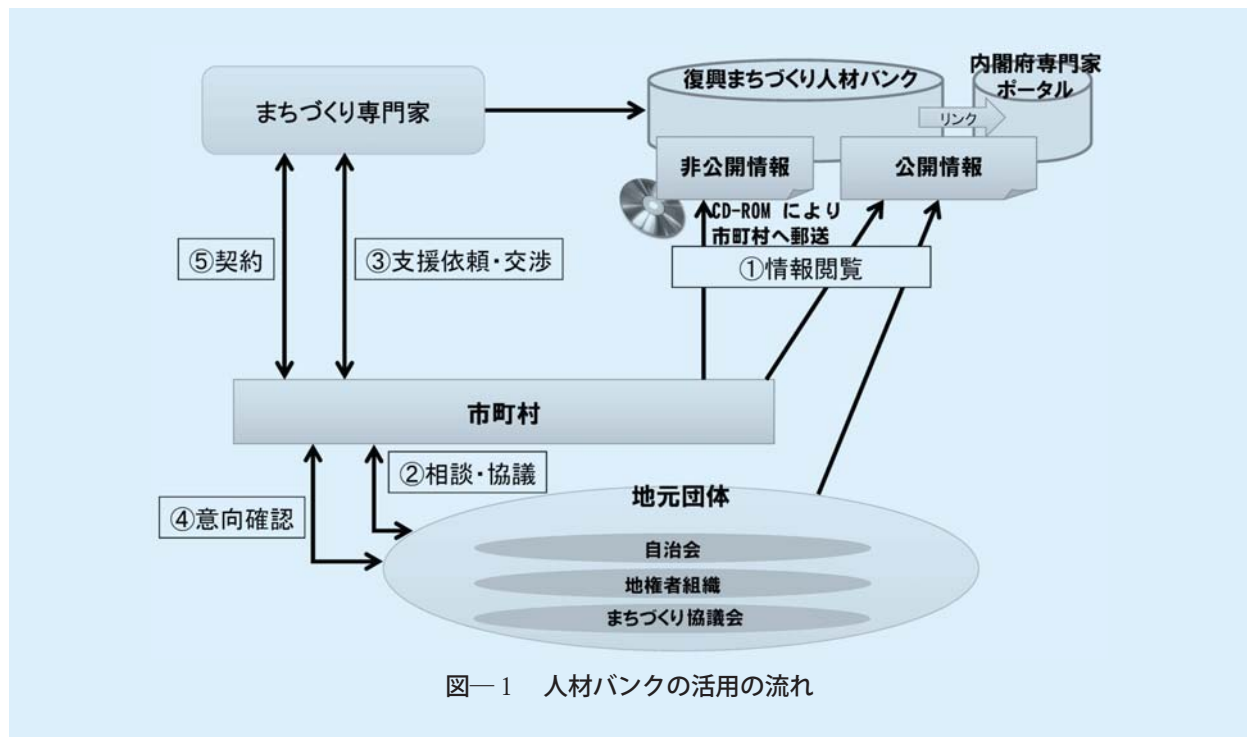 内閣府専門家
ポータル
復興まちづくり人材バンク
まちづくり専門家
リンク
非公開情報
公開情報
CD-ROM により
市町村へ郵送
⑤契約
③支援依頼・交渉
①情報閲覧
市町村
②相談・協議
地元団体
④意向確認
自治会
地権者組織
まちづくり協議会
図―1 人材バンクの活用の流れ